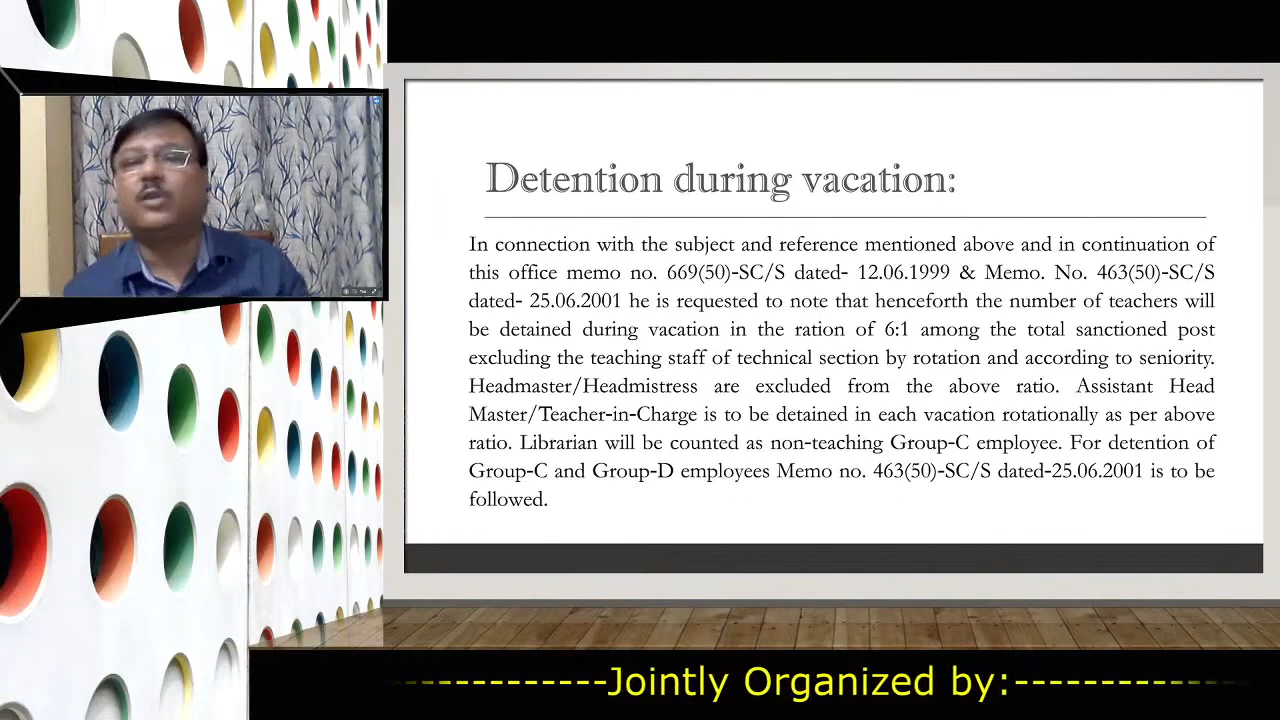 Detention during vacation:
In connection with the subject and reference mentioned above and in continuation of
this office memo no. 669(50)-SC/S dated- 12.06.1999 & Memo. No. 463(50)-SC/S
dated- 25.06.2001 he is requested to note that henceforth the number of teachers will
be detained during vacation in the ration of 6:1 among the total sanctioned post
excluding the teaching staff of technical section by rotation and according to seniority.
Headmaster/Headmistress are excluded from the above ratio. Assistant Head
Master/Teacher-in-Charge is to be detained in each vacation rotationally as per above
ratio. Librarian will be counted as non-teaching Group-C employee. For detention of
Group-C and Group-D employees Memo no. 463(50)-SC/S dated-25.06.2001 is to be
followed.
------------Jointly Organized by:------------